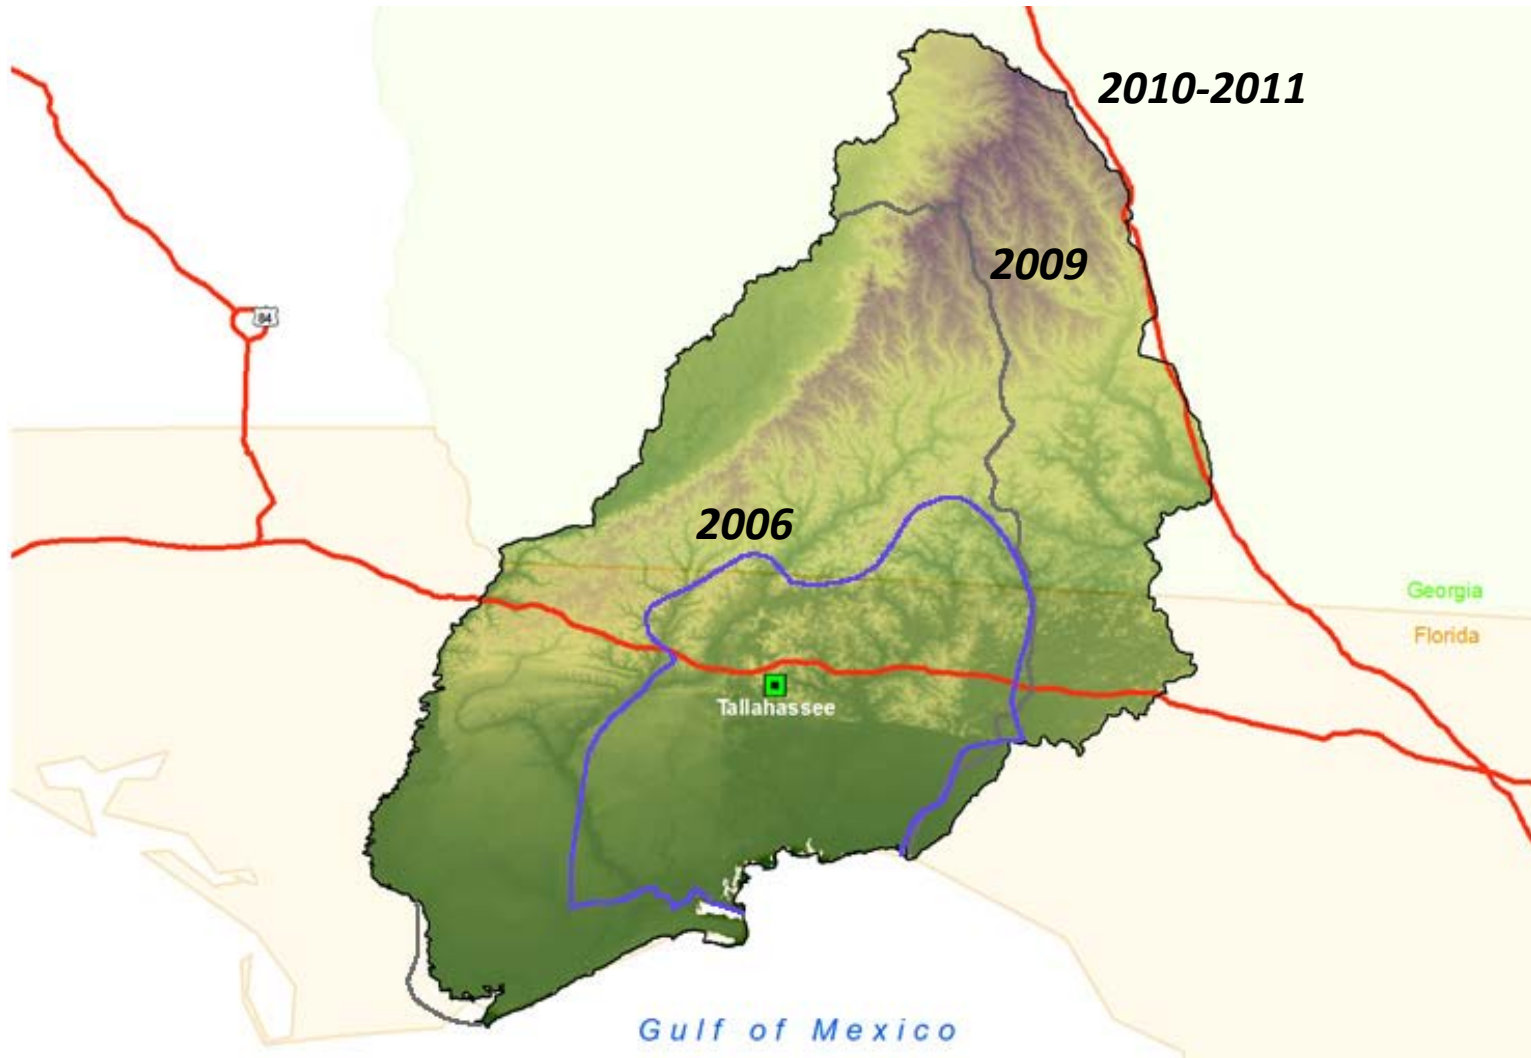 2010-2011
2009
84
2006
Georgia
Florida
Tallahassee
Gulf of Mexico